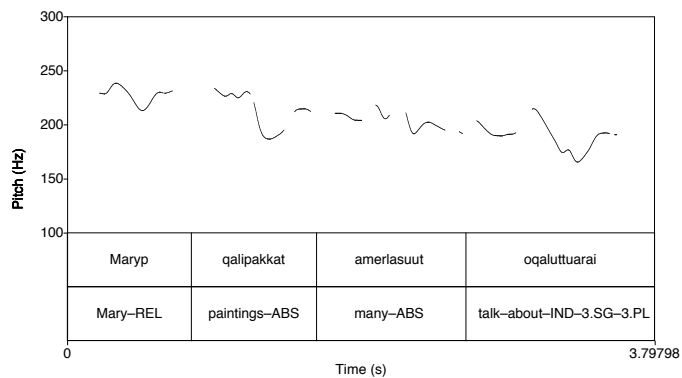 300
250
200
150
100
Pitch (Hz)
Maryp qalipakkat amerlasuut oqaluttuarai
Mary–REL paintings–ABS many–ABS talk–about–IND–3.SG–3.PL
0 3.79798
Time (s)